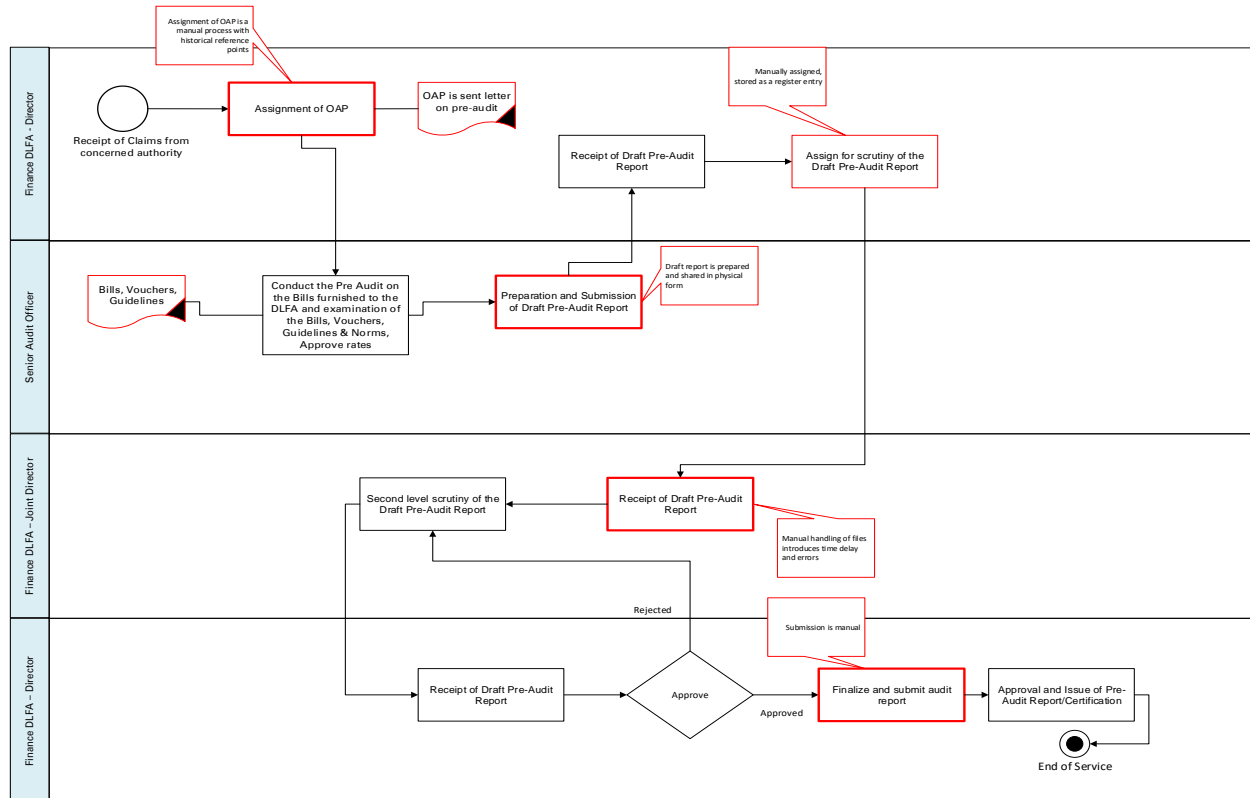 Assignment of OAP is a
manual process with
historical reference
points
Finance DLFA - Director
Receipt of Claims from
concerned authority
Assignment of OAP
OAP is sent letter
on pre-audit
Receipt of Draft Pre-Audit
Report
Manually assigned,
stored as a register entry
Assign for scrutiny of the
Draft Pre-Audit Report
Senior Audit Officer
Bills, Vouchers,
Guidelines
Conduct the Pre Audit on
the Bills furnished to the
DLFA and examination of
the Bills, Vouchers,
Guidelines & Norms,
Approve rates
Preparation and Submission
of Draft Pre-Audit Report
Draft report is prepared
and shared in physical
form
Finance DLFA – Joint Director
Second level scrutiny of the
Draft Pre-Audit Report
Receipt of Draft Pre-Audit
Report
Manual handling of files
introduces time delay
and errors
Rejected
Finance DLFA – Director
Receipt of Draft Pre-Audit
Report
Approve
Approved
Submission is manual
Finalize and submit audit
report
Approval and Issue of Pre-
Audit Report/Certification
End of Service